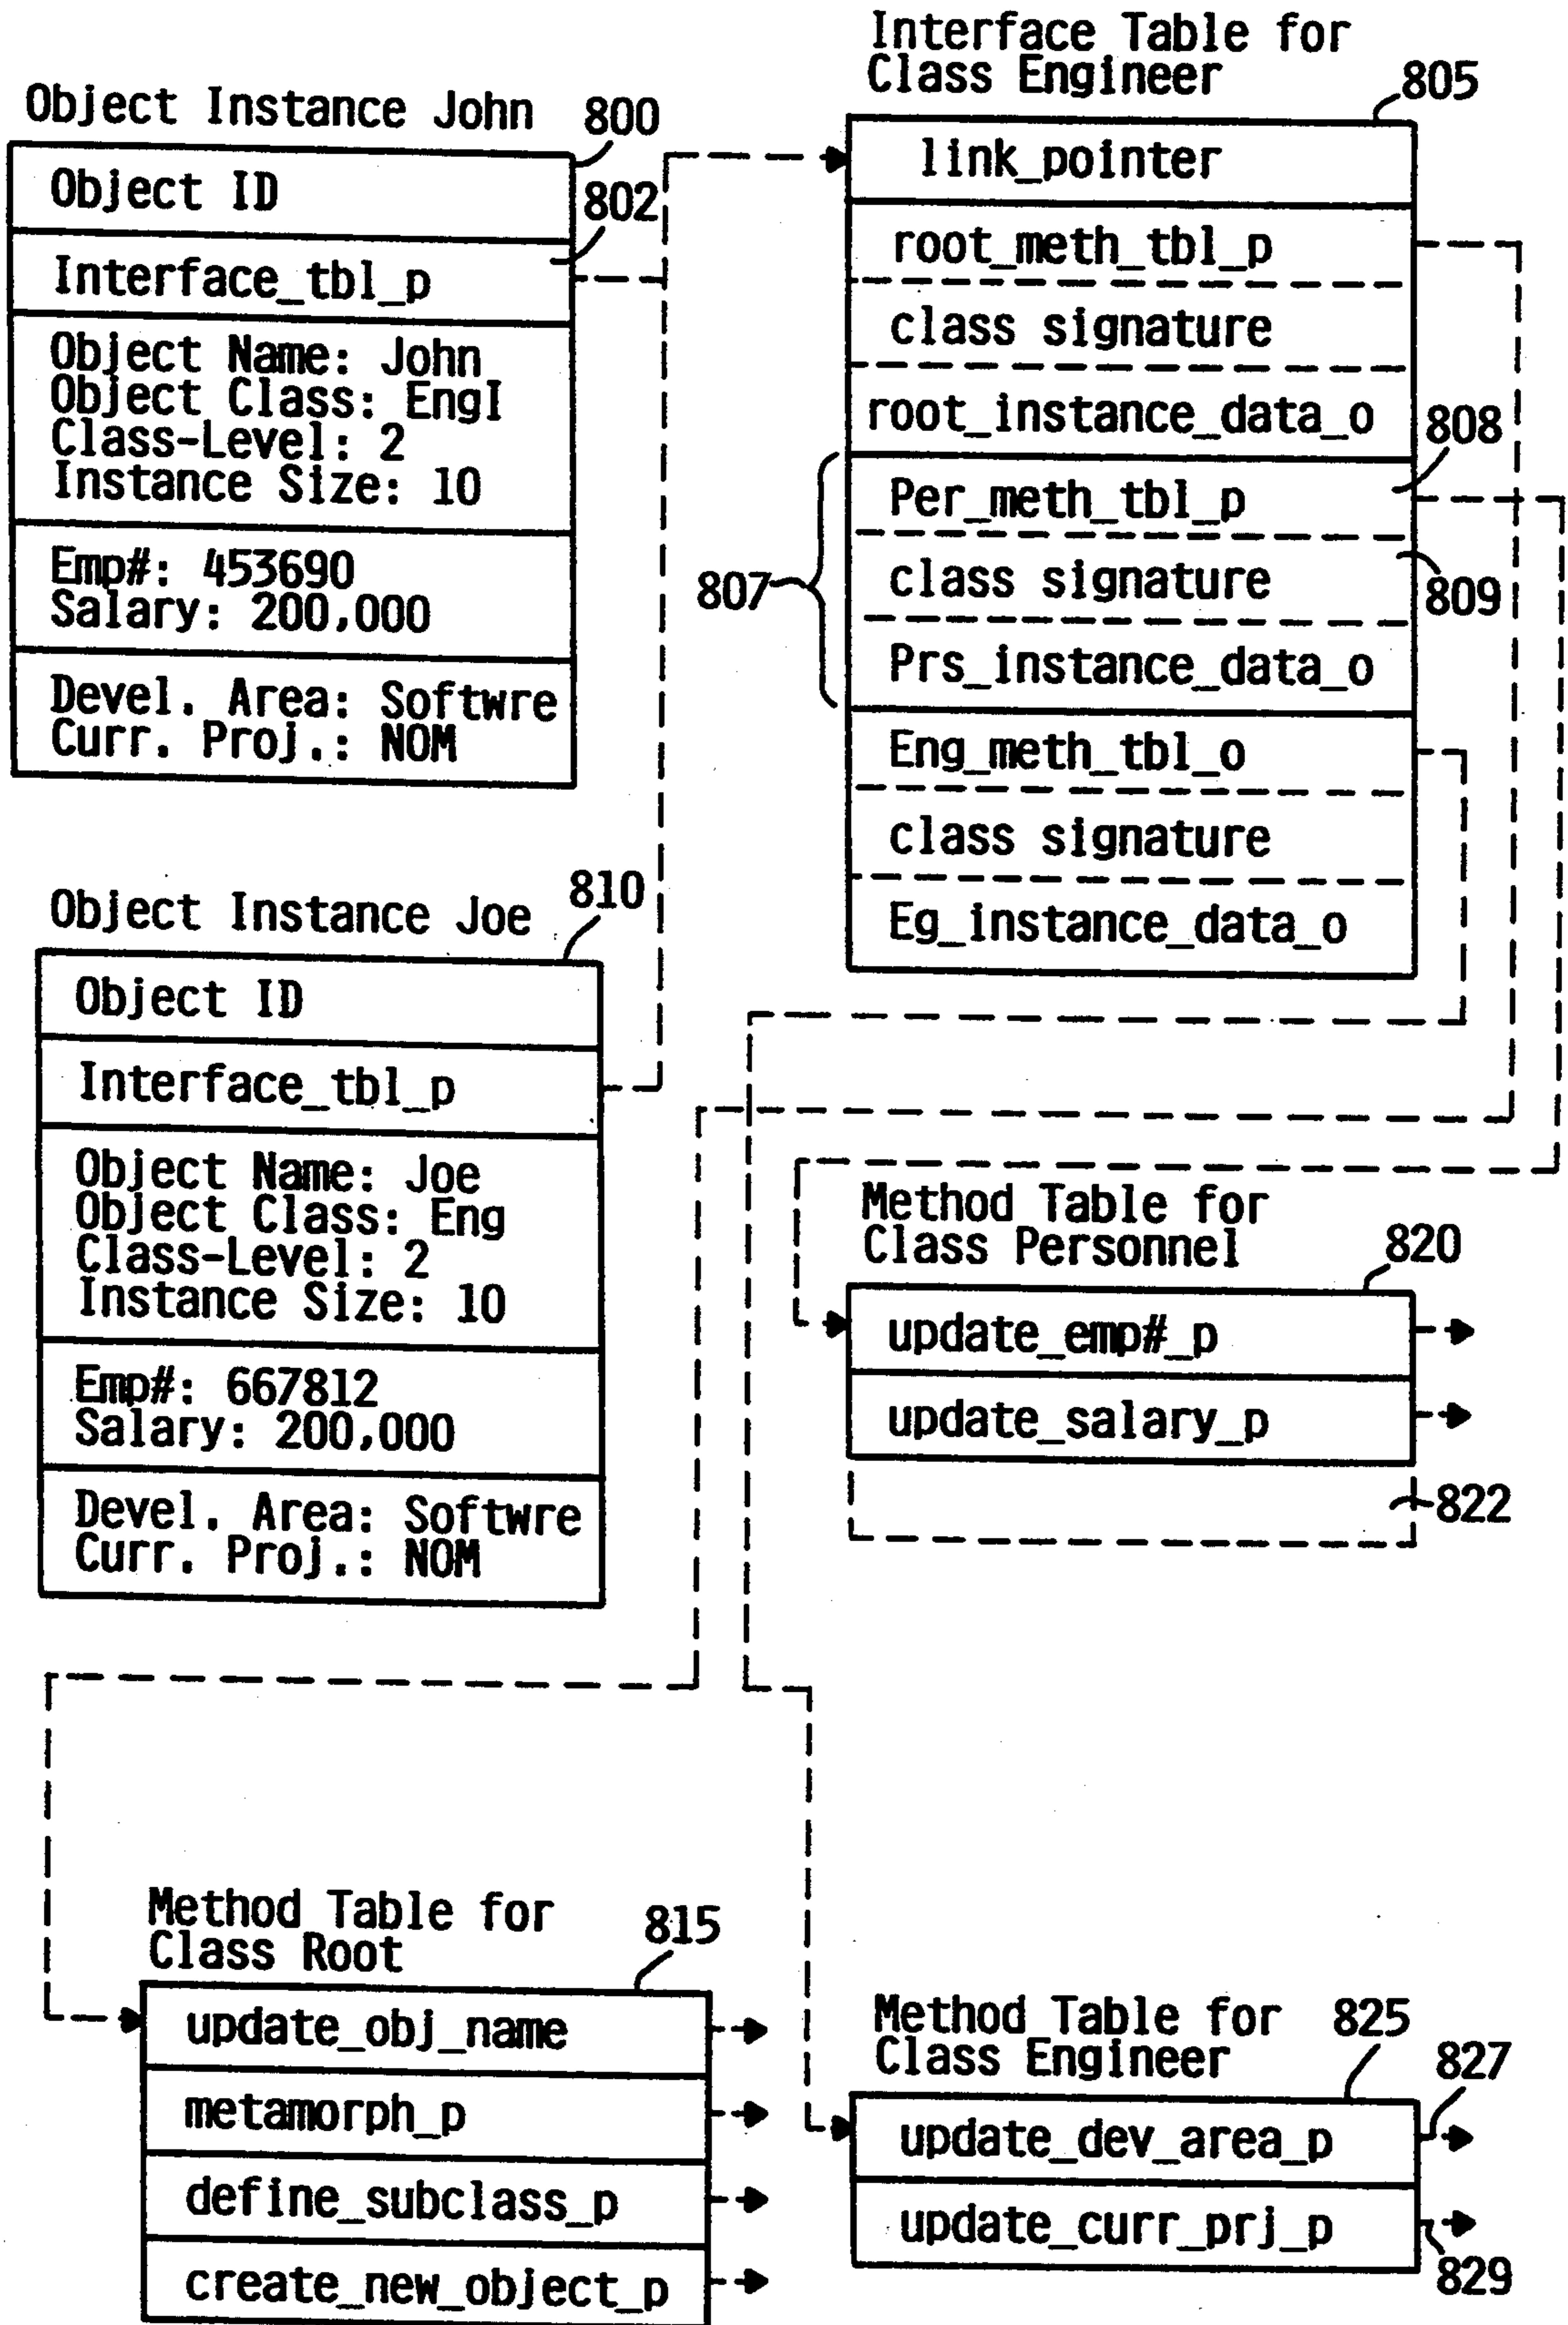 Object Instance John
800
Object ID
802
Interface_tbl_p
Object Name: John
Object Class: EngI
Class-Level: 2
Instance Size: 10
Emp#: 453690
Salary: 200,000
Devel. Area: Softwre
Curr. Proj.: NOM
Interface Table for
Class Engineer
805
link_pointer
root_meth_tbl_p
class signature
root_instance_data_o
808
Per_meth_tbl_p
807
class signature
809
Prs_instance_data_o
Eng_meth_tbl_o
class signature
Eg_instance_data_o
Object Instance Joe
810
Object ID
Interface_tbl_p
Object Name: Joe
Object Class: Eng
Class-Level: 2
Instance Size: 10
Emp#: 667812
Salary: 200,000
Devel. Area: Softwre
Curr. Proj.: NOM
Method Table for
Class Personnel
820
update_emp#_p
update_salary_p
822
Method Table for
Class Root
815
update_obj_name
metamorph_p
define_subclass_p
create_new_object_p
Method Table for
Class Engineer
825
827
update_dev_area_p
update_curr_prj_p
829